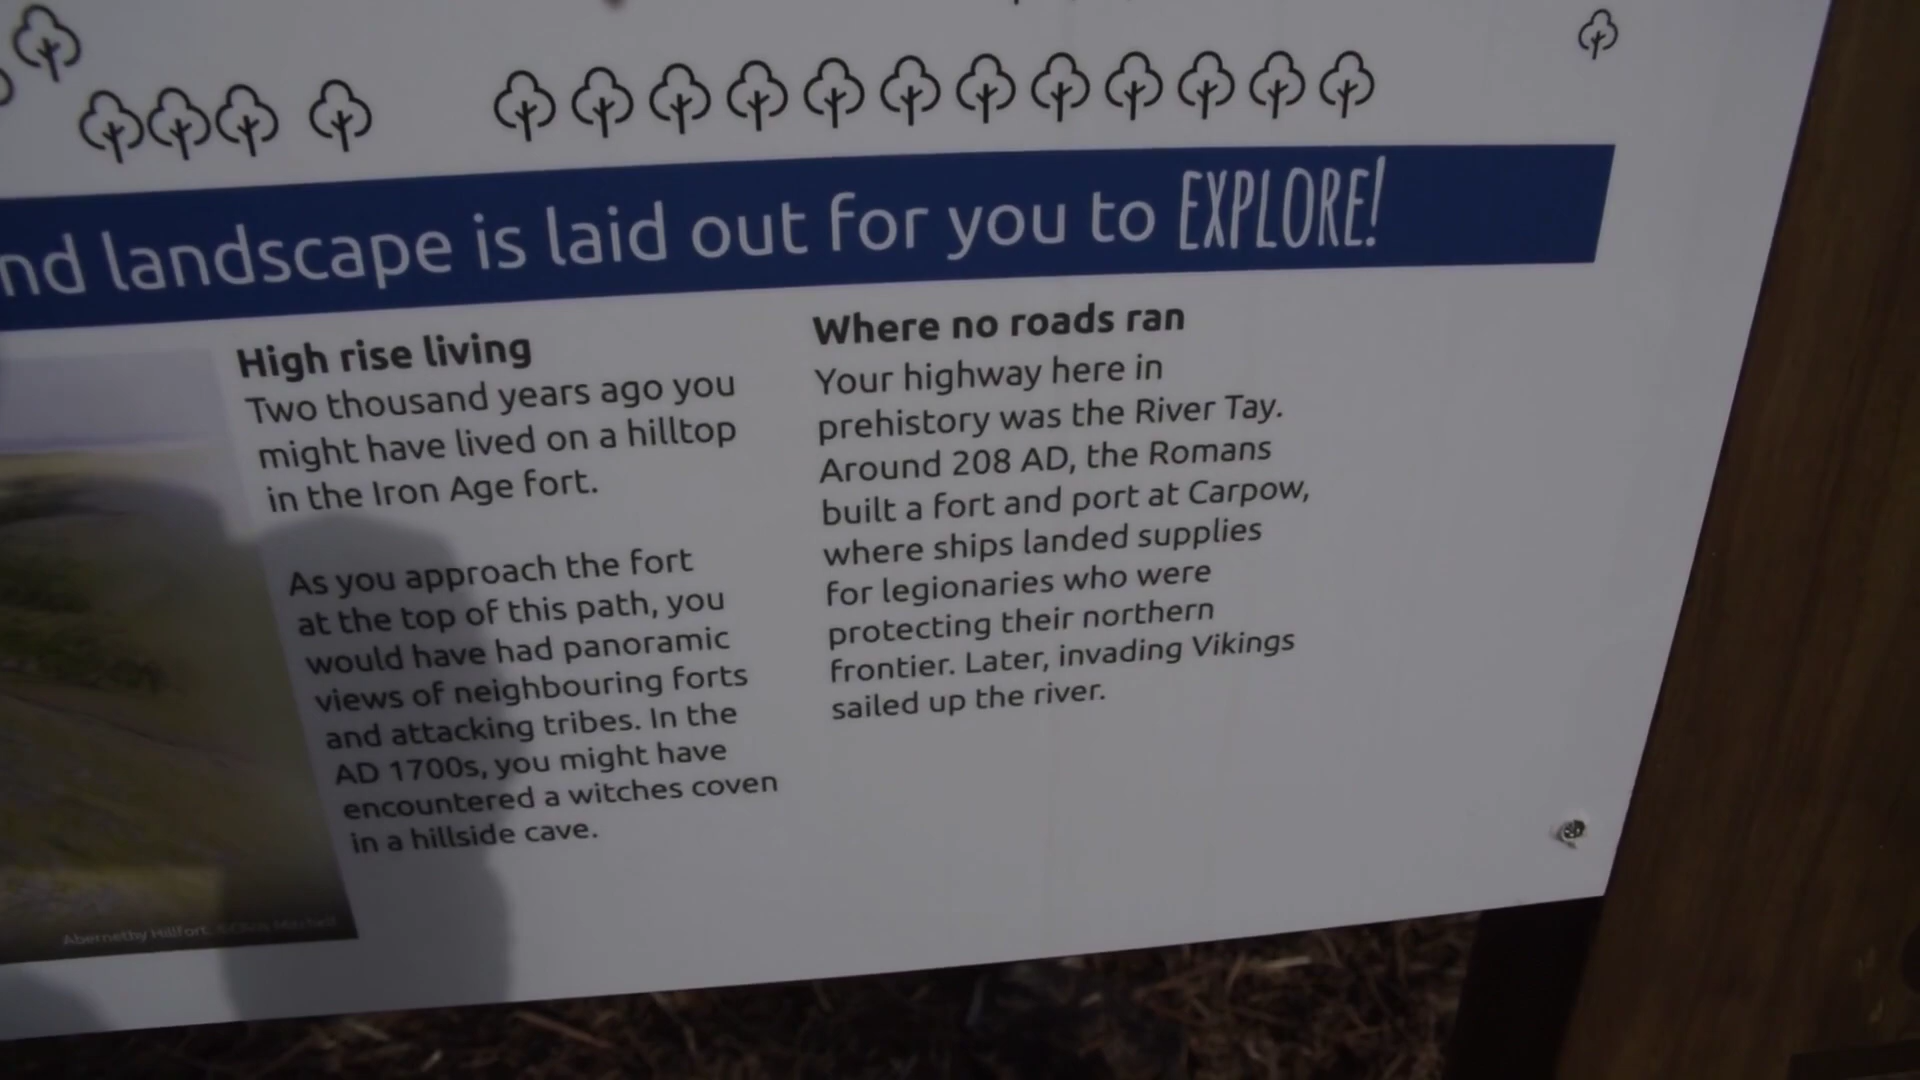 nd landscape is laid out for you to EXPLORE!
High rise living
Two thousand years ago you
might have lived on a hilltop
in the Iron Age fort.
As you approach the fort
at the top of this path, you
would have had panoramic
views of neighbouring forts
and attacking tribes. In the
AD 1700s, you might have
encountered a witches coven
in a hillside cave.
Where no roads ran
Your highway here in
prehistory was the River Tay.
Around 208 AD, the Romans
built a fort and port at Carpow,
where ships landed supplies
for legionaries who were
protecting their northern
frontier. Later, invading Vikings
sailed up the river.
Abernethy Hillfort. ©Chris Mitchell